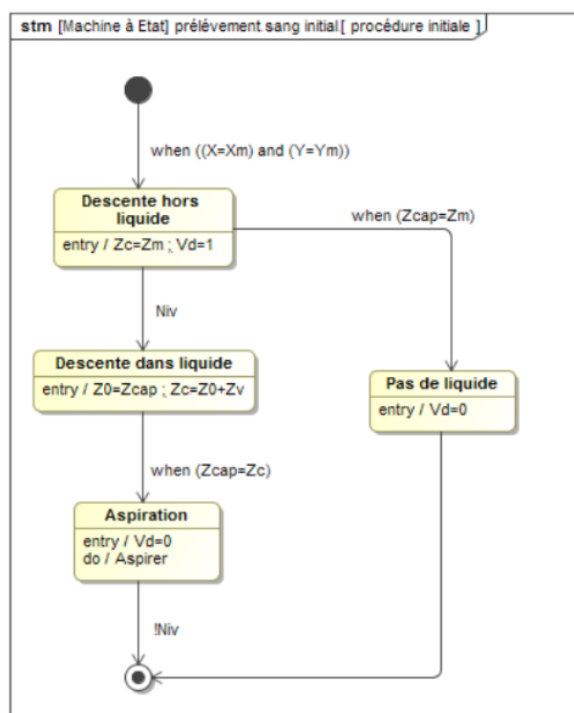 stm [Machine à Etat] prélévement sang initial[ procédure initiale ]
when ((X=Xm) and (Y=Ym))
Descente hors
liquide
entry / Zc=Zm ; Vd=1
when (Zcap=Zm)
Niv
Descente dans liquide
entry / Z0=Zcap ; Zc=Z0+Zv
Pas de liquide
entry / Vd=0
when (Zcap=Zc)
Aspiration
entry / Vd=0
do / Aspirer
!Niv